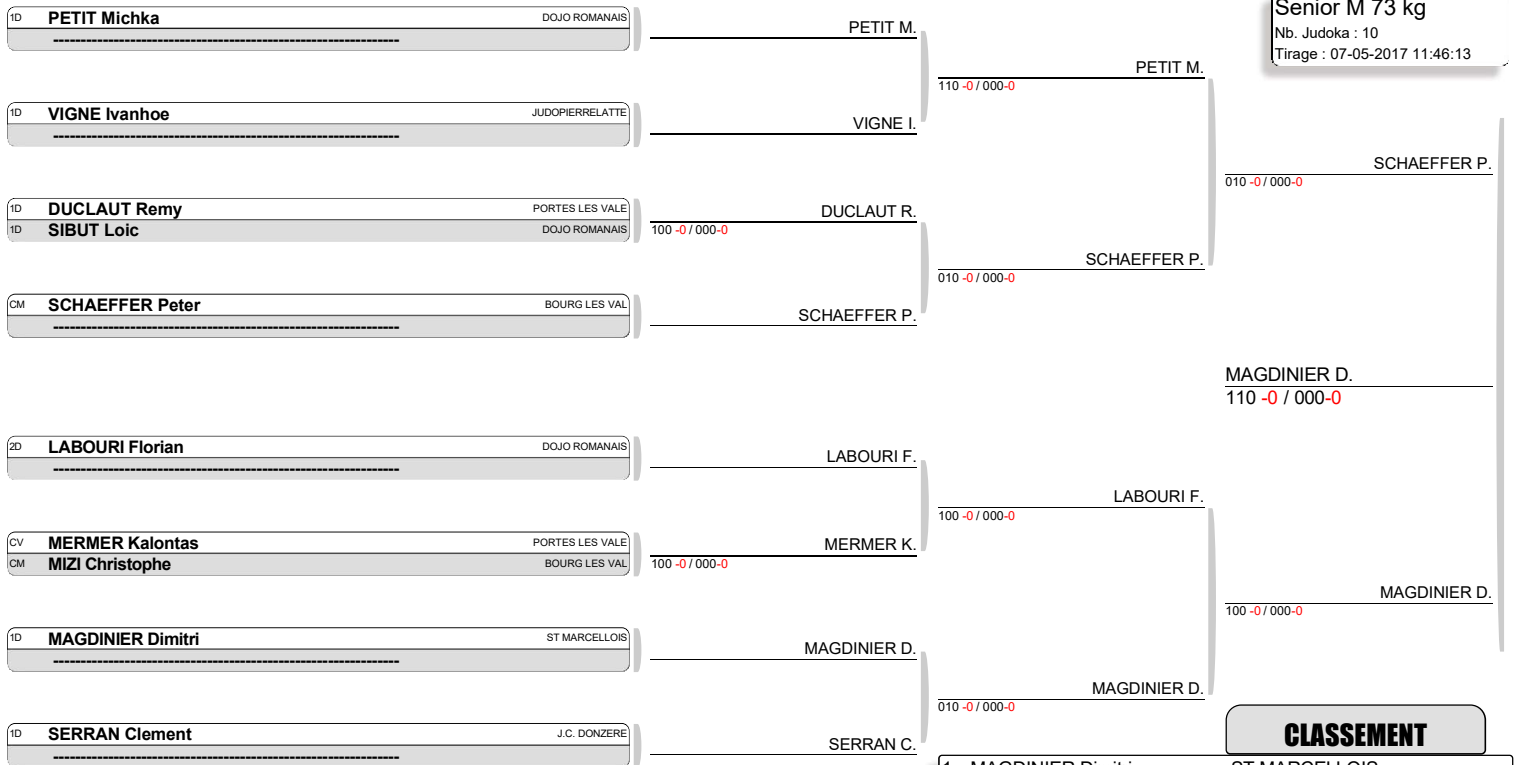 Senior M 73 kg
Nb. Judoka : 10
Tirage : 07-05-2017 11:46:13
1D PETIT Michka DOJO ROMANAIS
------------------------------------------------------------------
PETIT M.
PETIT M.
110 -0 / 000-0
1D VIGNE Ivanhoe JUDOPIERRELATTE
------------------------------------------------------------------
VIGNE I.
SCHAEFFER P.
010 -0 / 000-0
1D DUCLAUT Remy PORTES LES VALE
1D SIBUT Loic DOJO ROMANAIS
DUCLAUT R.
100 -0 / 000-0
SCHAEFFER P.
010 -0 / 000-0
CM SCHAEFFER Peter BOURG LES VAL
------------------------------------------------------------------
SCHAEFFER P.
MAGDINIER D.
110 -0 / 000-0
2D LABOURI Florian DOJO ROMANAIS
------------------------------------------------------------------
LABOURI F.
LABOURI F.
100 -0 / 000-0
CV MERMER Kalontas PORTES LES VALE
CM MIZI Christophe BOURG LES VAL
MERMER K.
100 -0 / 000-0
MAGDINIER D.
100 -0 / 000-0
1D MAGDINIER Dimitri ST MARCELLOIS
------------------------------------------------------------------
MAGDINIER D.
MAGDINIER D.
010 -0 / 000-0
1D SERRAN Clement J.C. DONZERE
------------------------------------------------------------------
SERRAN C.
CLASSEMENT
1 MAGDINIER Dimitri ST MARCELLOIS